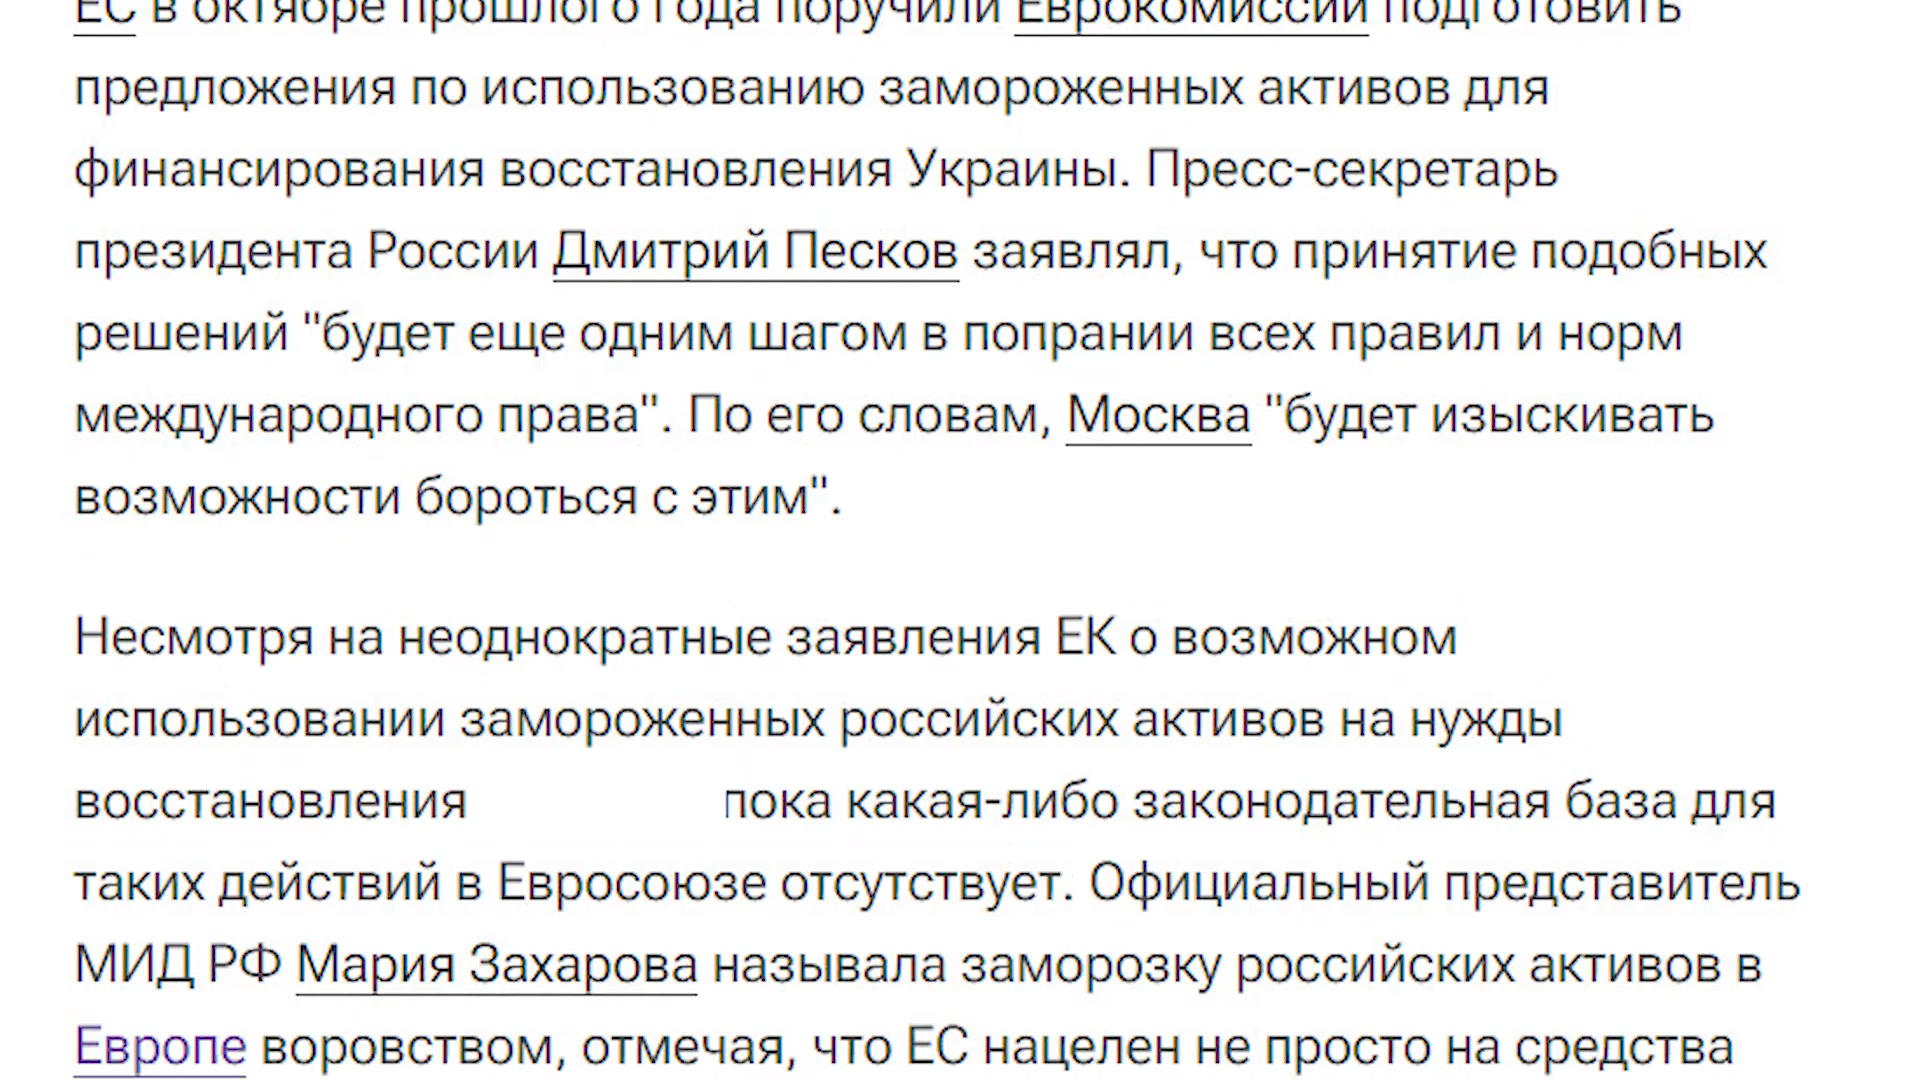 ЕС в октябре прошлого года поручили Еврокомиссии подготовить
предложения по использованию замороженных активов для
финансирования восстановления Украины. Пресс-секретарь
президента России Дмитрий Песков заявлял, что принятие подобных
решений "будет еще одним шагом в попрании всех правил и норм
международного права". По его словам, Москва "будет изыскивать
возможности бороться с этим".
Несмотря на неоднократные заявления ЕК о возможном
использовании замороженных российских активов на нужды
восстановления пока какая-либо законодательная база для
таких действий в Евросоюзе отсутствует. Официальный представитель
МИД РФ Мария Захарова называла заморозку российских активов в
Европе воровством, отмечая, что ЕС нацелен не просто на средства